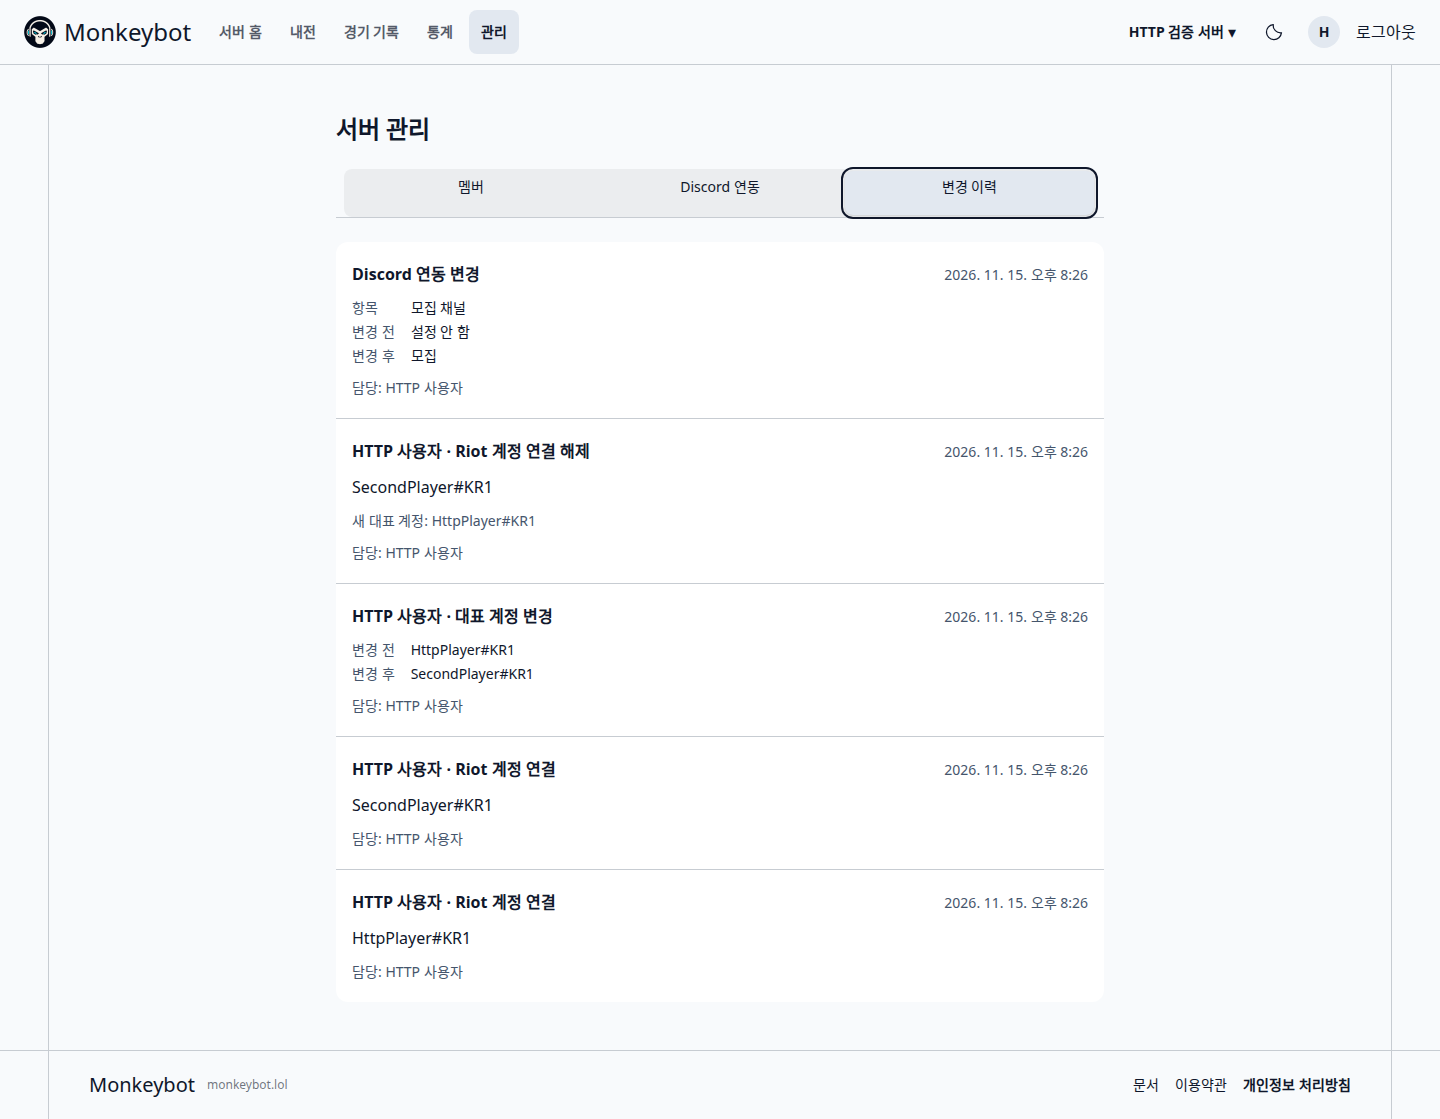 Monkeybot
서버 홈
내전
경기 기록
통계
관리
HTTP 검증 서버 ▾
H
로그아웃
서버 관리
멤버
Discord 연동
변경 이력
Discord 연동 변경
2026. 11. 15. 오후 8:26
항목 모집 채널
변경 전 설정 안 함
변경 후 모집
담당: HTTP 사용자
HTTP 사용자 · Riot 계정 연결 해제
2026. 11. 15. 오후 8:26
SecondPlayer#KR1
새 대표 계정: HttpPlayer#KR1
담당: HTTP 사용자
HTTP 사용자 · 대표 계정 변경
2026. 11. 15. 오후 8:26
변경 전 HttpPlayer#KR1
변경 후 SecondPlayer#KR1
담당: HTTP 사용자
HTTP 사용자 · Riot 계정 연결
2026. 11. 15. 오후 8:26
SecondPlayer#KR1
담당: HTTP 사용자
HTTP 사용자 · Riot 계정 연결
2026. 11. 15. 오후 8:26
HttpPlayer#KR1
담당: HTTP 사용자
Monkeybot
monkeybot.lol
문서
이용약관
개인정보 처리방침